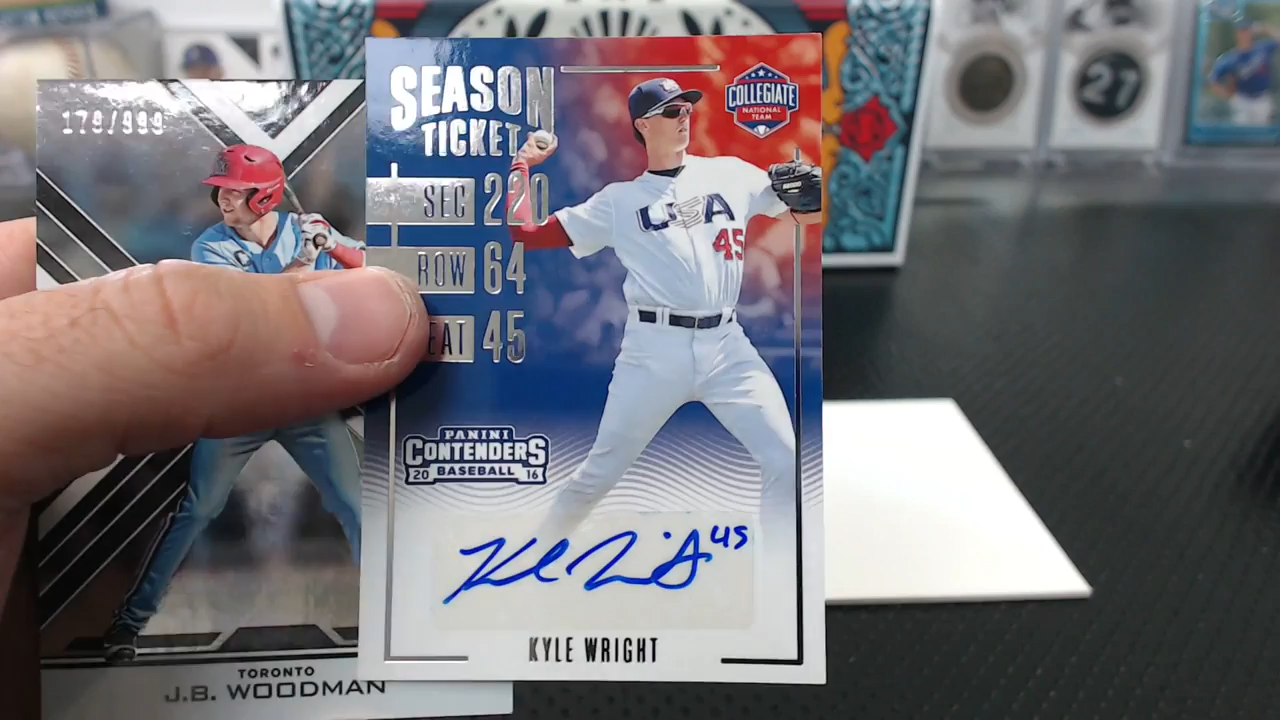 179/999
TORONTO
J.B. WOODMAN
SEASON
TICKET
SEC 220
ROW 64
EAT 45
COLLEGIATE
NATIONAL
TEAM
USA
45
PANINI
CONTENDERS
20 BASEBALL 16
45
KYLE WRIGHT
27